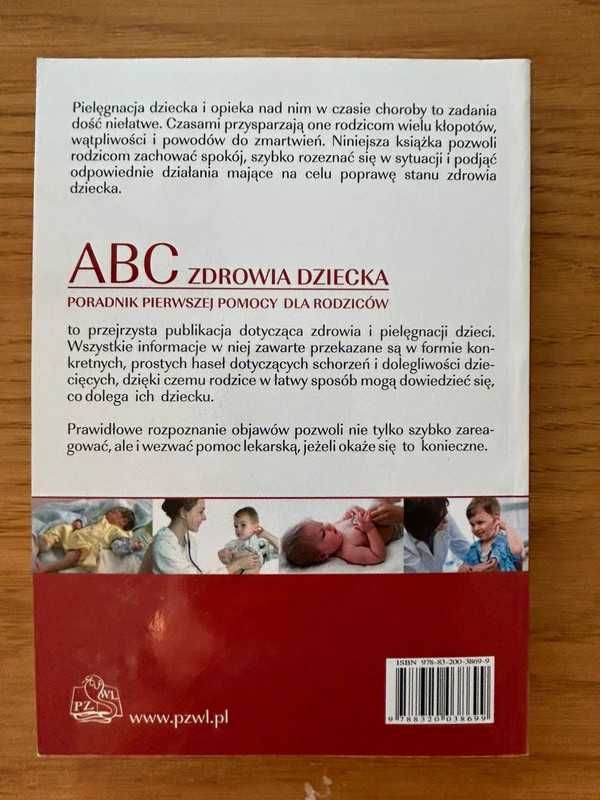 Pielęgnacja dziecka i opieka nad nim w czasie choroby to zadania
dość niełatwe. Czasami przysparzają one rodzicom wielu kłopotów,
wątpliwości i powodów do zmartwień. Niniejsza książka pozwoli
rodzicom zachować spokój, szybko rozeznać się w sytuacji i podjąć
odpowiednie działania mające na celu poprawę stanu zdrowia
dziecka.
ABC ZDROWIA DZIECKA
PORADNIK PIERWSZEJ POMOCY DLA RODZICÓW
to przejrzysta publikacja dotycząca zdrowia i pielęgnacji dzieci.
Wszystkie informacje w niej zawarte przekazane są w formie kon-
kretnych, prostych haseł dotyczących schorzeń i dolegliwości dzie-
cięcych, dzięki czemu rodzice w łatwy sposób mogą dowiedzieć się,
co dolega ich dziecku.
Prawidłowe rozpoznanie objawów pozwoli nie tylko szybko zarea-
gować, ale i wezwać pomoc lekarską, jeżeli okaże się to konieczne.
ISBN 978-83-200-3869-9
9 788320 038699
PZWL
www.pzwl.pl